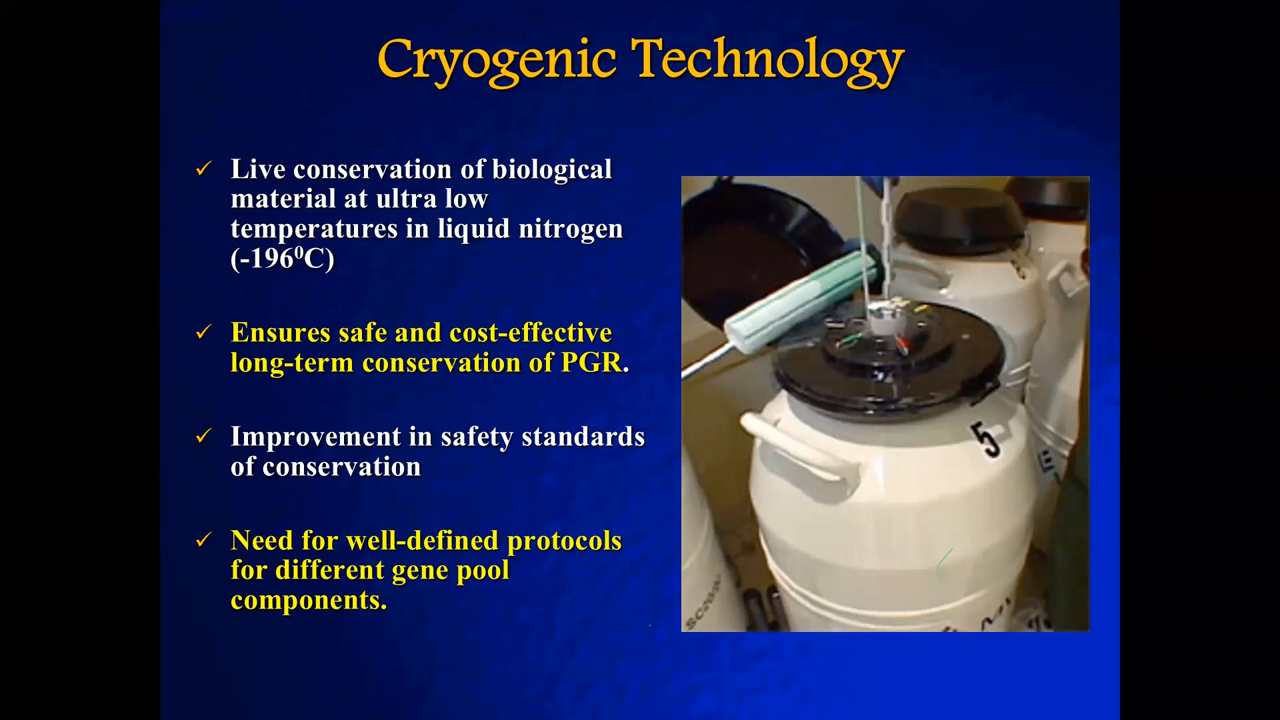 Cryogenic Technology
✓ Live conservation of biological
material at ultra low
temperatures in liquid nitrogen
(-196⁰C)
✓ Ensures safe and cost-effective
long-term conservation of PGR.
✓ Improvement in safety standards
of conservation
✓ Need for well-defined protocols
for different gene pool
components.
5